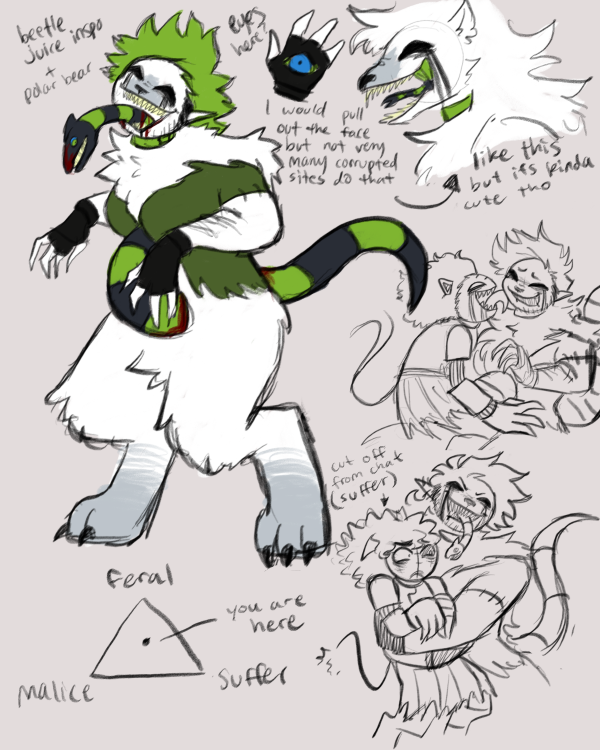 beetle
juice inspo
+
polar bear
eyes
here!
I would pull
out the face
but not very
many corrupted
sites do that
like this
but it's kinda
cute tho
cut off
from chat
(suffer)
feral
you are
here
malice
suffer